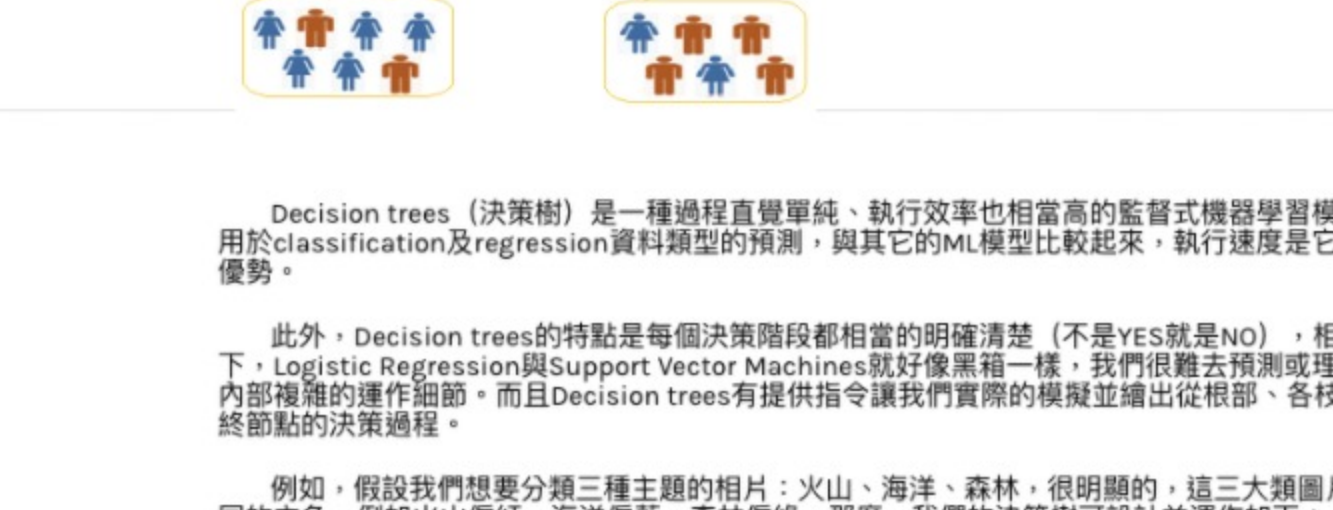 Decision trees（決策樹）是一種過程直覺單純、執行效率也相當高的監督式機器學習模
用於classification及regression資料類型的預測，與其它的ML模型比較起來，執行速度是它
優勢。
此外，Decision trees的特點是每個決策階段都相當的明確清楚（不是YES就是NO），相
下，Logistic Regression與Support Vector Machines就好像黑箱一樣，我們很難去預測或理
內部複雜的運作細節。而且Decision trees有提供指令讓我們實際的模擬並繪出從根部、各枝
終節點的決策過程。
例如，假設我們想要分類三種主題的相片：火山、海洋、森林，很明顯的，這三大類圖